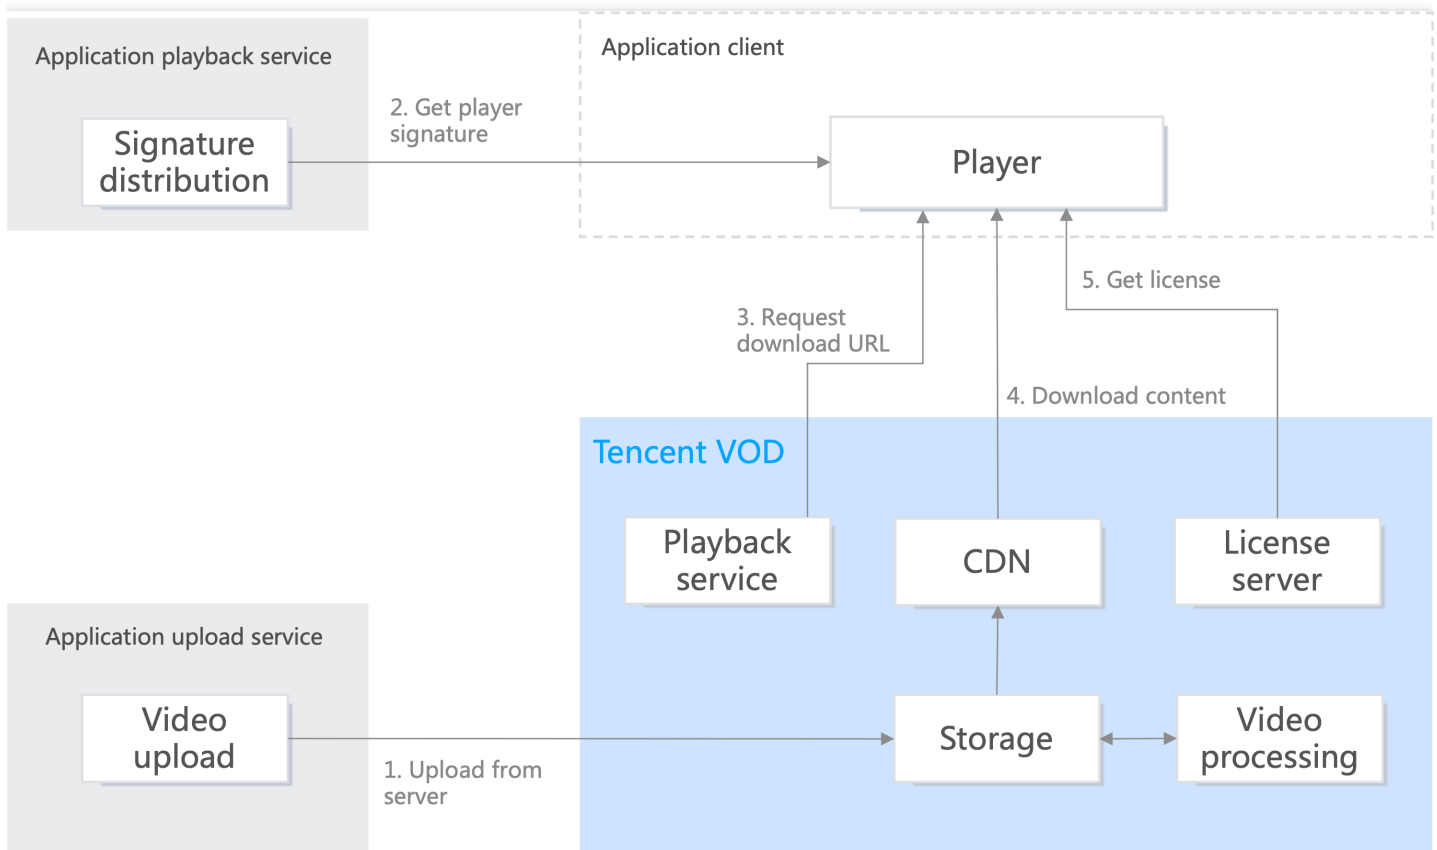 Application playback service
Signature
distribution
2. Get player
signature
Application client
Player
3. Request
download URL
4. Download content
5. Get license
Tencent VOD
Playback
service
CDN
License
server
Application upload service
Video
upload
1. Upload from
server
Storage
Video
processing